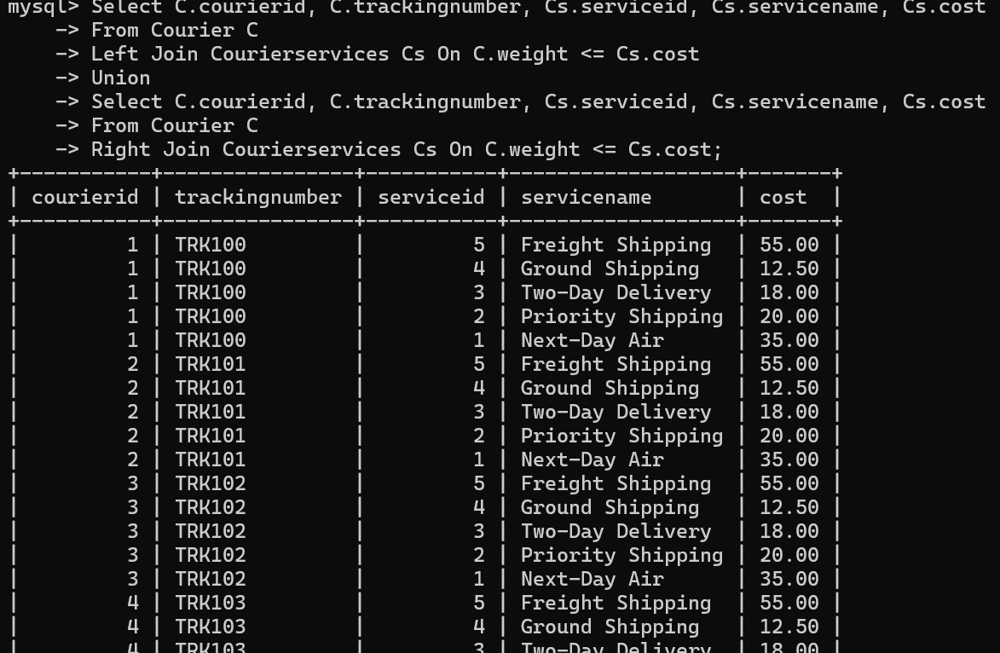 mysql> Select C.courierid, C.trackingnumber, Cs.serviceid, Cs.servicename, Cs.cost
    -> From Courier C
    -> Left Join Courierservices Cs On C.weight <= Cs.cost
    -> Union
    -> Select C.courierid, C.trackingnumber, Cs.serviceid, Cs.servicename, Cs.cost
    -> From Courier C
    -> Right Join Courierservices Cs On C.weight <= Cs.cost;
+-----------+----------------+-----------+-------------------+-------+
| courierid | trackingnumber | serviceid | servicename       | cost  |
+-----------+----------------+-----------+-------------------+-------+
|         1 | TRK100         |         5 | Freight Shipping  | 55.00 |
|         1 | TRK100         |         4 | Ground Shipping   | 12.50 |
|         1 | TRK100         |         3 | Two-Day Delivery  | 18.00 |
|         1 | TRK100         |         2 | Priority Shipping | 20.00 |
|         1 | TRK100         |         1 | Next-Day Air      | 35.00 |
|         2 | TRK101         |         5 | Freight Shipping  | 55.00 |
|         2 | TRK101         |         4 | Ground Shipping   | 12.50 |
|         2 | TRK101         |         3 | Two-Day Delivery  | 18.00 |
|         2 | TRK101         |         2 | Priority Shipping | 20.00 |
|         2 | TRK101         |         1 | Next-Day Air      | 35.00 |
|         3 | TRK102         |         5 | Freight Shipping  | 55.00 |
|         3 | TRK102         |         4 | Ground Shipping   | 12.50 |
|         3 | TRK102         |         3 | Two-Day Delivery  | 18.00 |
|         3 | TRK102         |         2 | Priority Shipping | 20.00 |
|         3 | TRK102         |         1 | Next-Day Air      | 35.00 |
|         4 | TRK103         |         5 | Freight Shipping  | 55.00 |
|         4 | TRK103         |         4 | Ground Shipping   | 12.50 |
|         4 | TRK103         |         3 | Two-Day Delivery  | 18.00 |